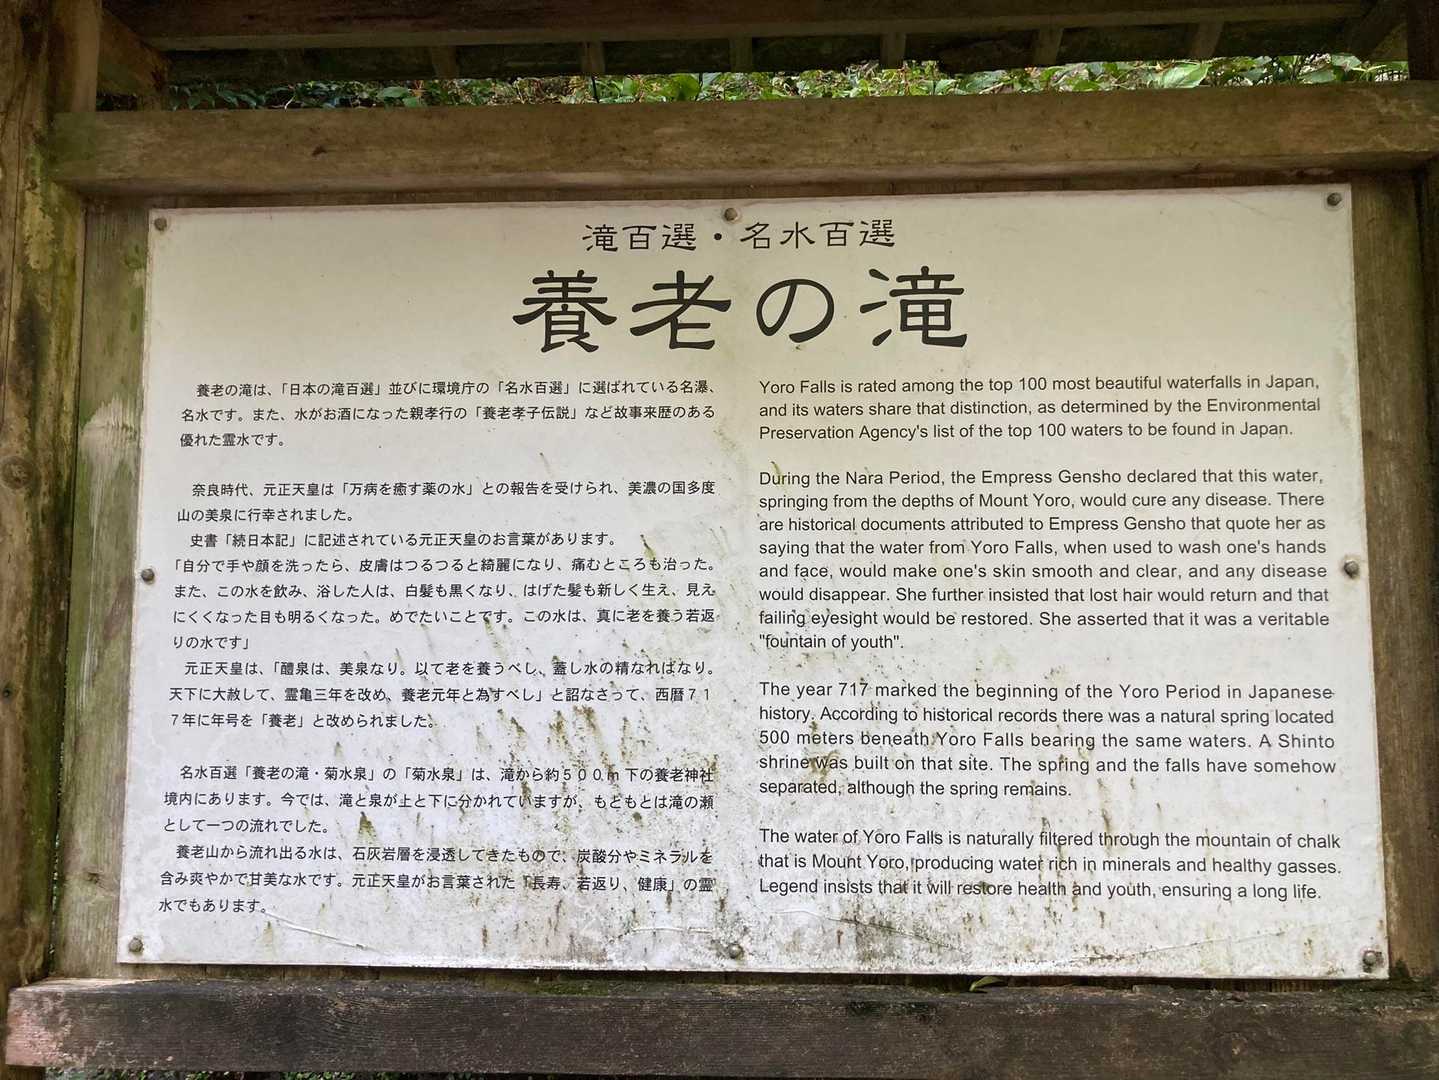 滝百選・名水百選
養老の滝
養老の滝は、「日本の滝百選」並びに環境庁の「名水百選」に選ばれている名瀑、
名水です。また、水がお酒になった親孝行の「養老孝子伝説」など故事来歴のある
優れた霊水です。
奈良時代、元正天皇は「万病を癒す薬の水」との報告を受けられ、美濃の国多度
山の美泉に行幸されました。
史書「続日本記」に記述されている元正天皇のお言葉があります。
「自分で手や顔を洗ったら、皮膚はつるつると綺麗になり、痛むところも治った。
また、この水を飲み、浴した人は、白髪も黒くなり、はげた髪も新しく生え、見え
にくくなった目も明るくなった。めでたいことです。この水は、真に老を養う若返
りの水です」
元正天皇は、「醴泉は、美泉なり。以て老を養うべし、蓋し水の精なればなり。
天下に大赦して、霊亀三年を改め、養老元年と為すべし」と詔なさって、西暦７１
７年に年号を「養老」と改められました。
名水百選「養老の滝・菊水泉」の「菊水泉」は、滝から約５００ｍ下の養老神社
境内にあります。今では、滝と泉が上と下に分かれていますが、もともとは滝の瀬
として一つの流れでした。
養老山から流れ出る水は、石灰岩層を浸透してきたもので、炭酸分やミネラルを
含み爽やかで甘美な水です。元正天皇がお言葉された「長寿、若返り、健康」の霊
水でもあります。
Yoro Falls is rated among the top 100 most beautiful waterfalls in Japan,
and its waters share that distinction, as determined by the Environmental
Preservation Agency's list of the top 100 waters to be found in Japan.
During the Nara Period, the Empress Gensho declared that this water,
springing from the depths of Mount Yoro, would cure any disease. There
are historical documents attributed to Empress Gensho that quote her as
saying that the water from Yoro Falls, when used to wash one's hands
and face, would make one's skin smooth and clear, and any disease
would disappear. She further insisted that lost hair would return and that
failing eyesight would be restored. She asserted that it was a veritable
"fountain of youth".
The year 717 marked the beginning of the Yoro Period in Japanese
history. According to historical records there was a natural spring located
500 meters beneath Yoro Falls bearing the same waters. A Shinto
shrine was built on that site. The spring and the falls have somehow
separated, although the spring remains.
The water of Yoro Falls is naturally filtered through the mountain of chalk
that is Mount Yoro, producing water rich in minerals and healthy gasses.
Legend insists that it will restore health and youth, ensuring a long life.